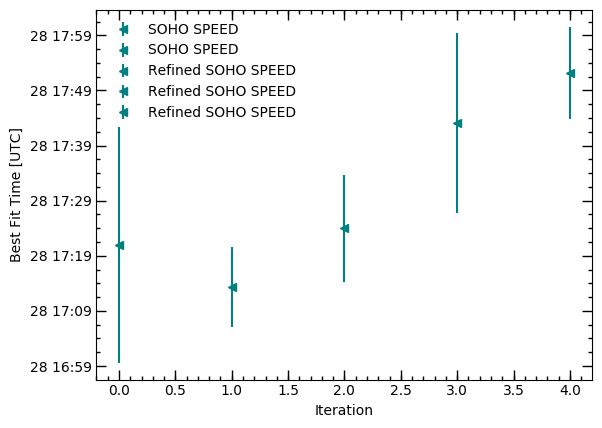 SOHO SPEED
SOHO SPEED
Refined SOHO SPEED
Refined SOHO SPEED
Refined SOHO SPEED
Best Fit Time [UTC]
28 17:59
28 17:49
28 17:39
28 17:29
28 17:19
28 17:09
28 16:59
0.0 0.5 1.0 1.5 2.0 2.5 3.0 3.5 4.0
Iteration